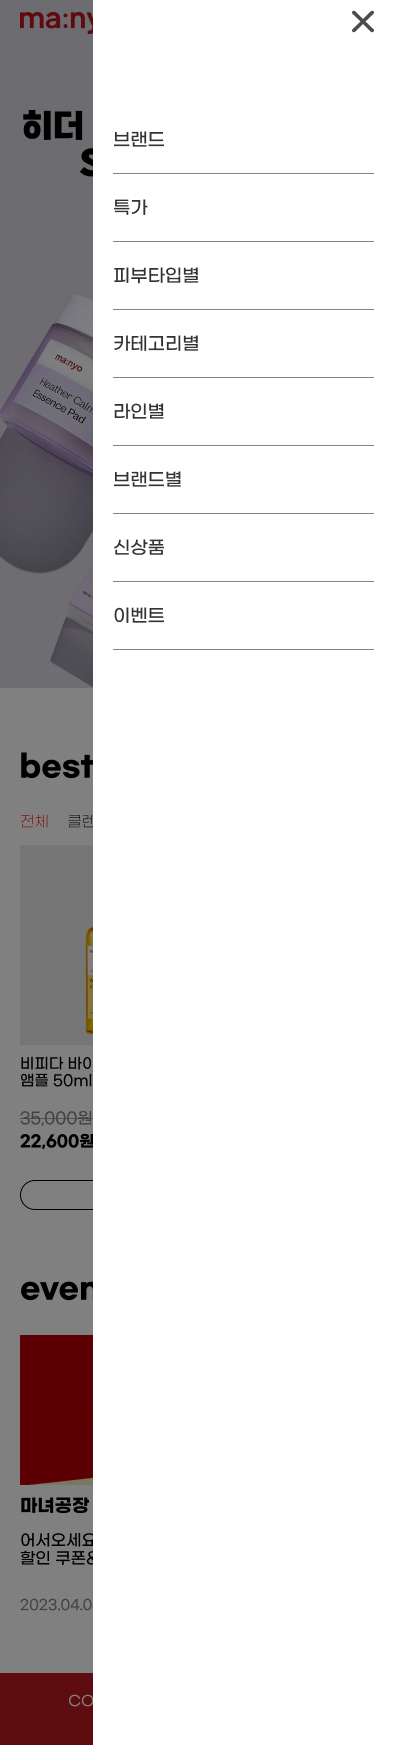 ma:ny
히더
S
ma:nyo
Heather Calm
Essence Pad
브랜드
특가
피부타입별
카테고리별
라인별
브랜드별
신상품
이벤트
best
전체 클렌
비피다 바이
앰플 50ml
35,000원
22,600원
even
마녀공장
어서오세요
할인 쿠폰&
2023.04.0
CO